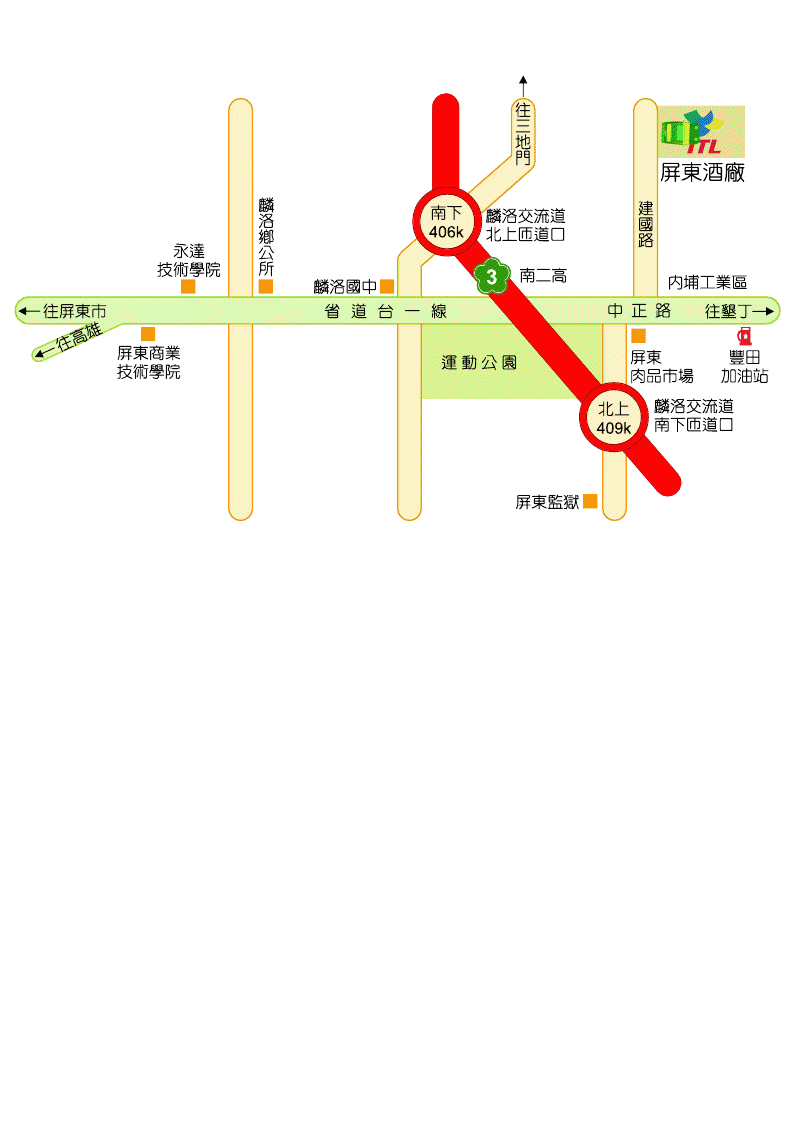 往三地門
ITL
屏東酒廠
麟洛鄉公所
建國路
南下
406k
麟洛交流道
北上匝道口
永達
技術學院
3
南二高
麟洛國中
內埔工業區
往屏東市
省道台一線
中正路
往墾丁
往高雄
屏東商業
技術學院
運動公園
屏東
肉品市場
豐田
加油站
北上
409k
麟洛交流道
南下匝道口
屏東監獄